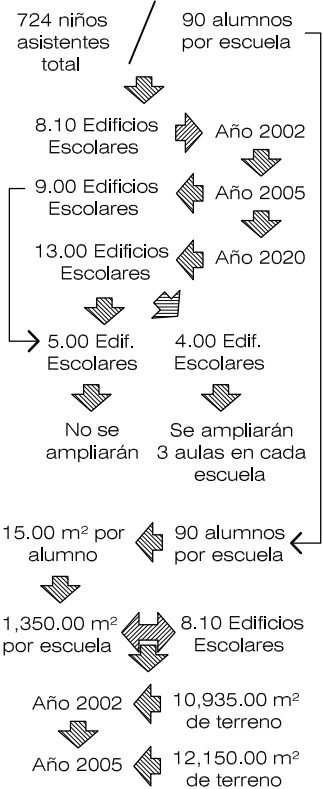 724 niños
asistentes
total
/
90 alumnos
por escuela
8.10 Edificios
Escolares
Año 2002
9.00 Edificios
Escolares
Año 2005
13.00 Edificios
Escolares
Año 2020
5.00 Edif.
Escolares
4.00 Edif.
Escolares
No se
ampliarán
Se ampliarán
3 aulas en cada
escuela
15.00 m² por
alumno
90 alumnos
por escuela
1,350.00 m²
por escuela
8.10 Edificios
Escolares
Año 2002
10,935.00 m²
de terreno
Año 2005
12,150.00 m²
de terreno